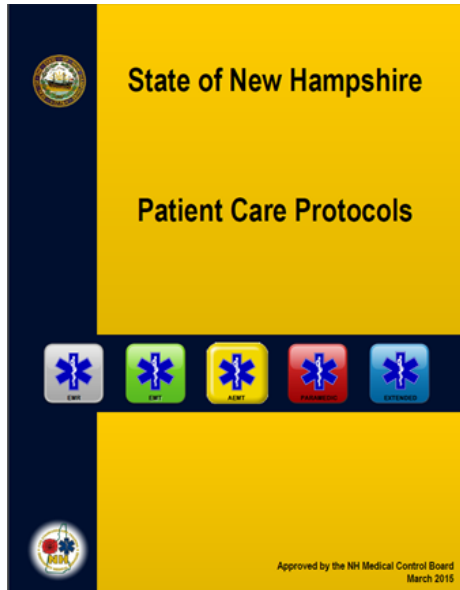 State of New Hampshire
Patient Care Protocols
EMR
EMT
AEMT
PARAMEDIC
EXTENDED
NH
Approved by the NH Medical Control Board
March 2015